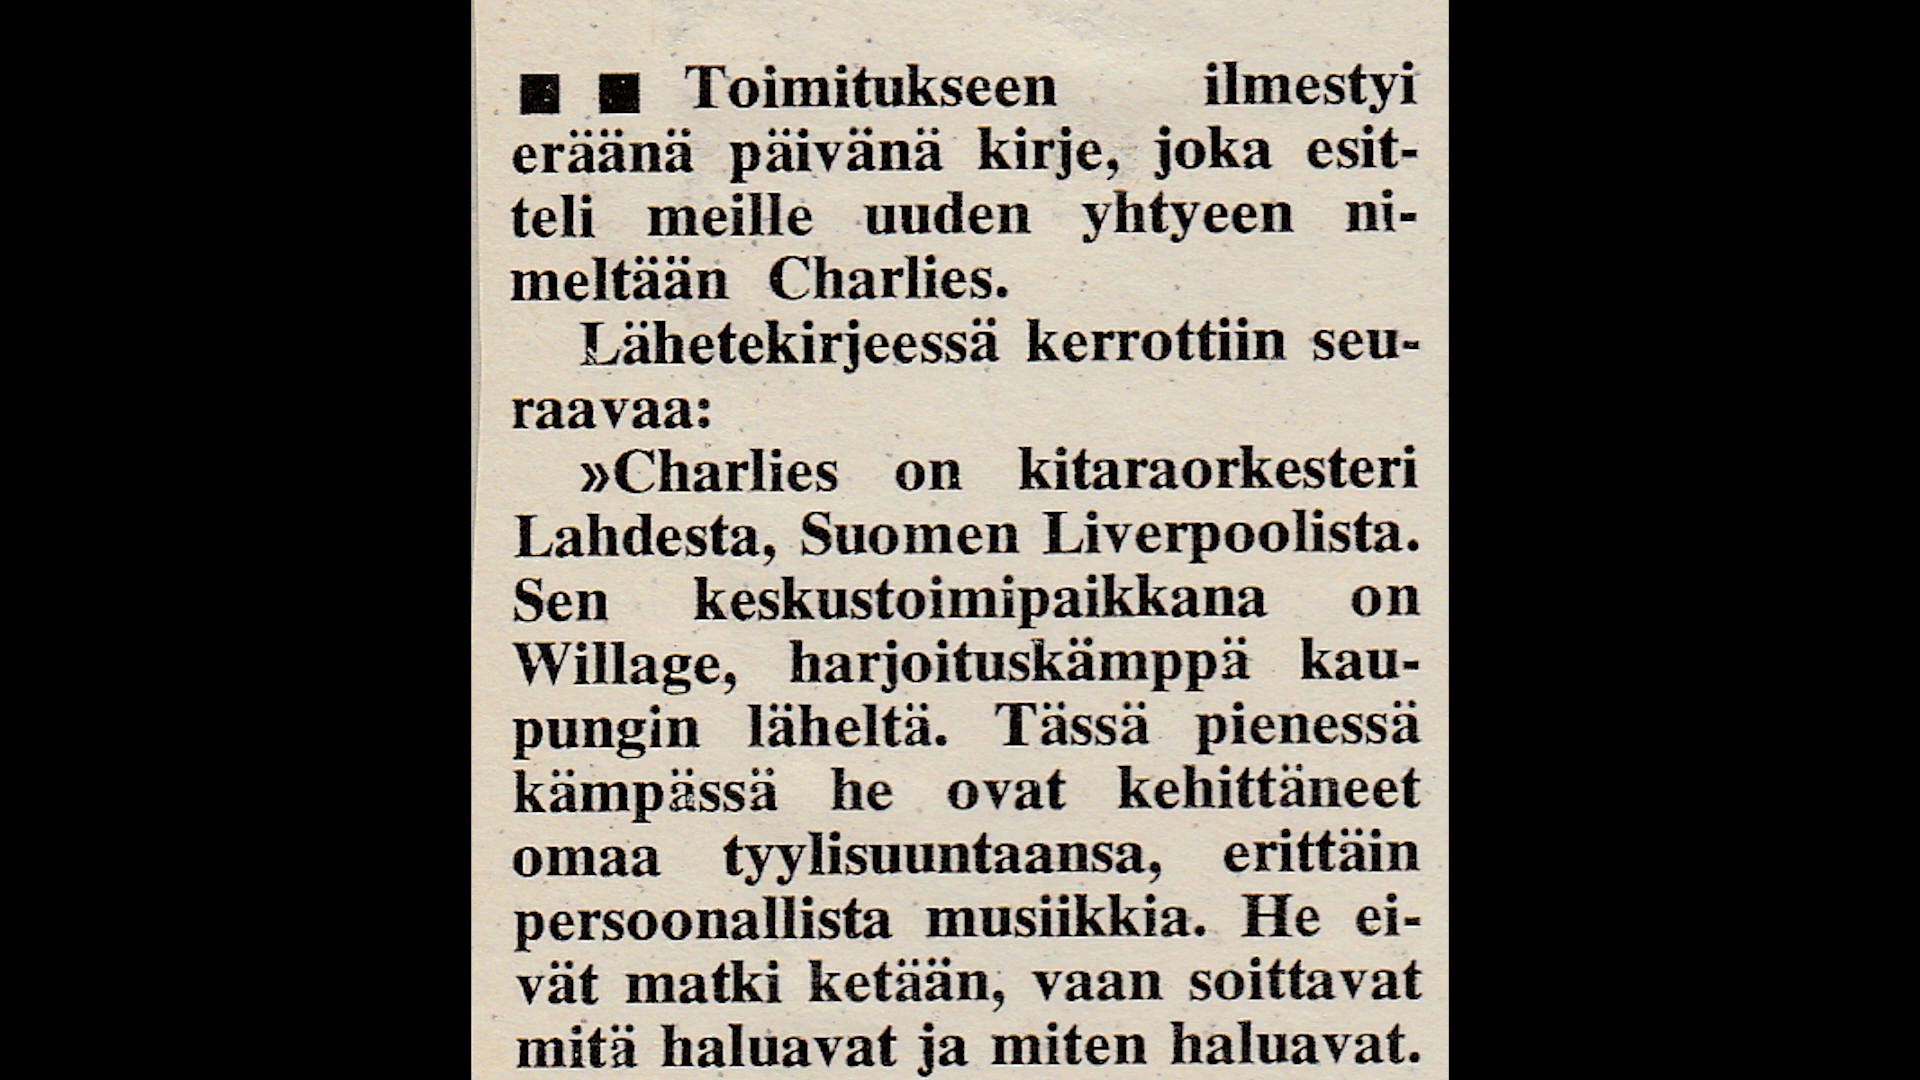 ■ ■ Toimitukseen ilmestyi
eräänä päivänä kirje, joka esit-
teli meille uuden yhtyeen ni-
meltään Charlies.
Lähetekirjeessä kerrottiin seu-
raavaa:
»Charlies on kitaraorkesteri
Lahdesta, Suomen Liverpoolista.
Sen keskustoimipaikkana on
Willage, harjoituskämppä kau-
pungin läheltä. Tässä pienessä
kämpässä he ovat kehittäneet
omaa tyylisuuntaansa, erittäin
persoonallista musiikkia. He ei-
vät matki ketään, vaan soittavat
mitä haluavat ja miten haluavat.